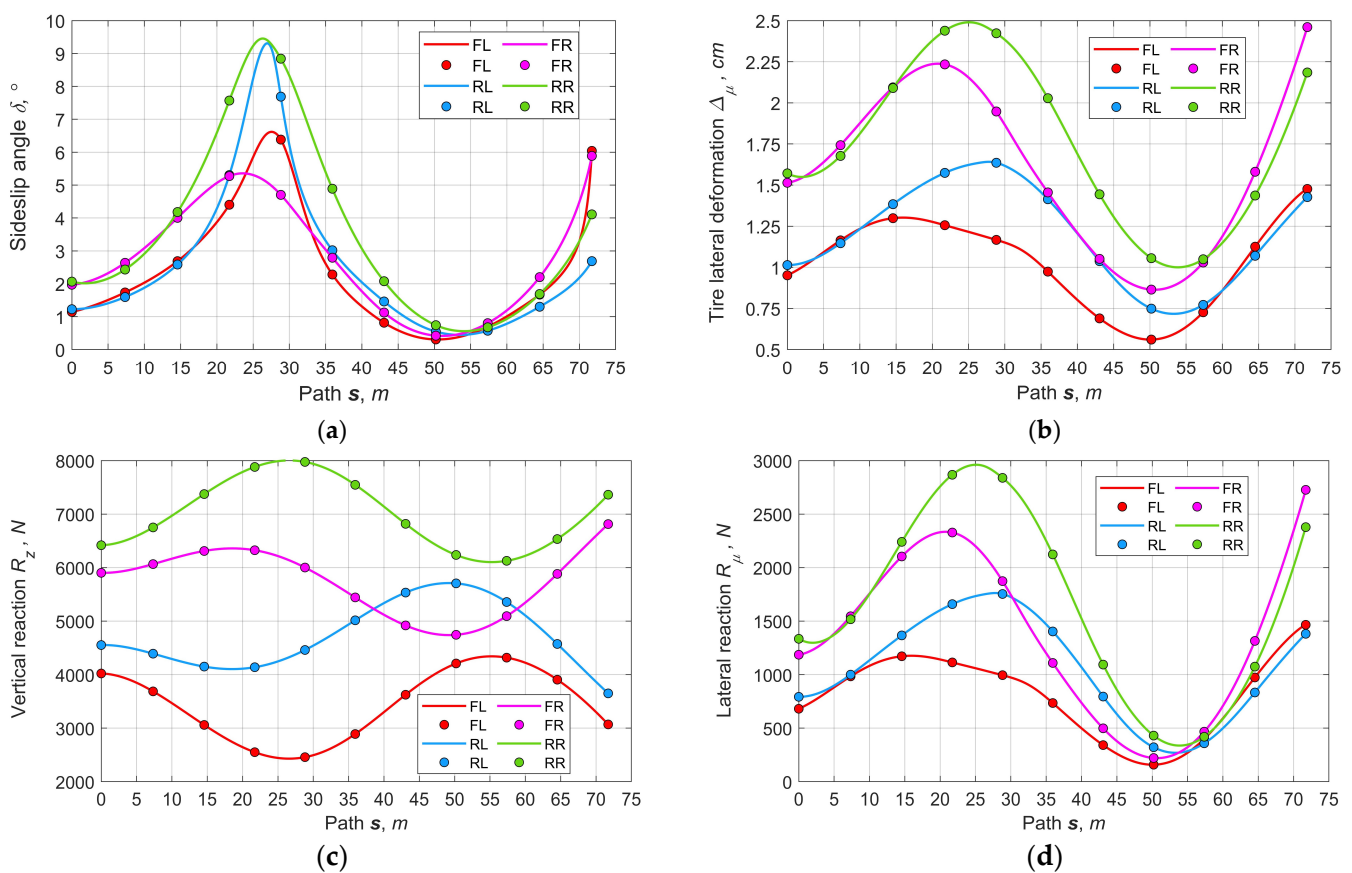 Sideslip angle δ, °
10
9
8
7
6
5
4
3
2
1
0
FL FR
FL FR
RL RR
RL RR
0 5 10 15 20 25 30 35 40 45 50 55 60 65 70 75
Path s, m
(a)
Tire lateral deformation Δμ, cm
2.5
2.25
2
1.75
1.5
1.25
1
0.75
0.5
FL FR
FL FR
RL RR
RL RR
0 5 10 15 20 25 30 35 40 45 50 55 60 65 70 75
Path s, m
(b)
Vertical reaction Rz, N
8000
7000
6000
5000
4000
3000
2000
FL FR
FL FR
RL RR
RL RR
0 5 10 15 20 25 30 35 40 45 50 55 60 65 70 75
Path s, m
(c)
Lateral reaction Rμ, N
3000
2500
2000
1500
1000
500
0
FL FR
FL FR
RL RR
RL RR
0 5 10 15 20 25 30 35 40 45 50 55 60 65 70 75
Path s, m
(d)